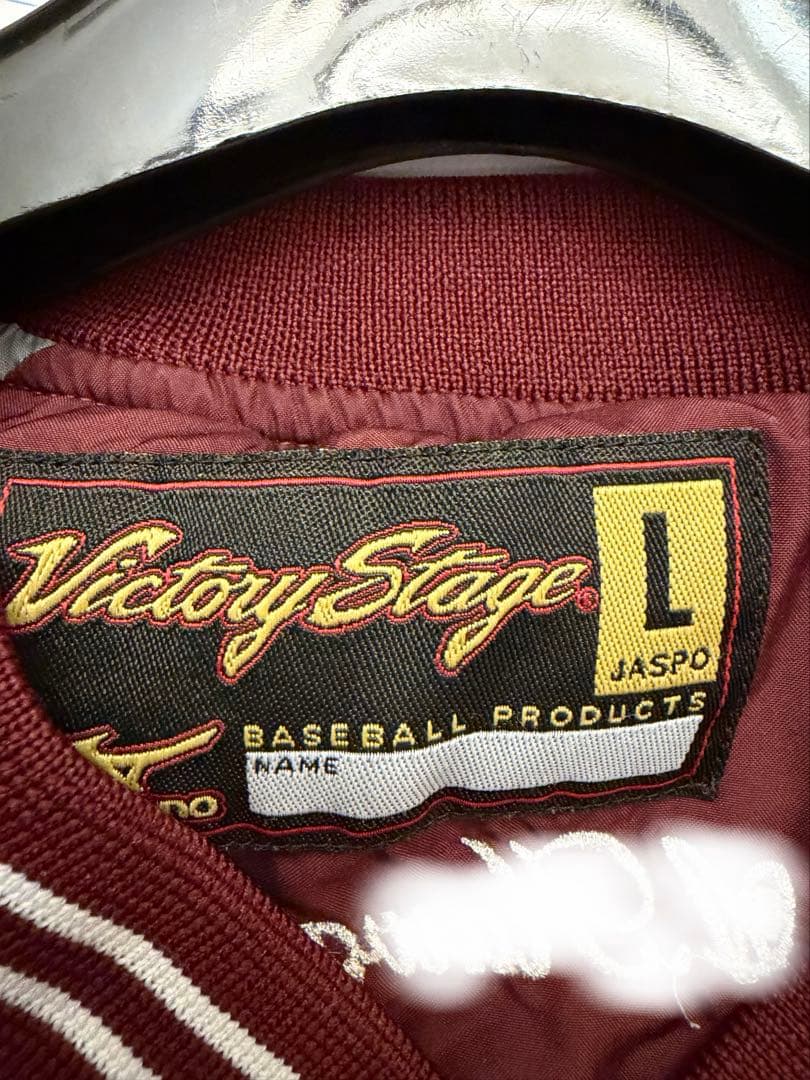 Victory Stage®
L
JASPO
BASEBALL PRODUCTS
NAME